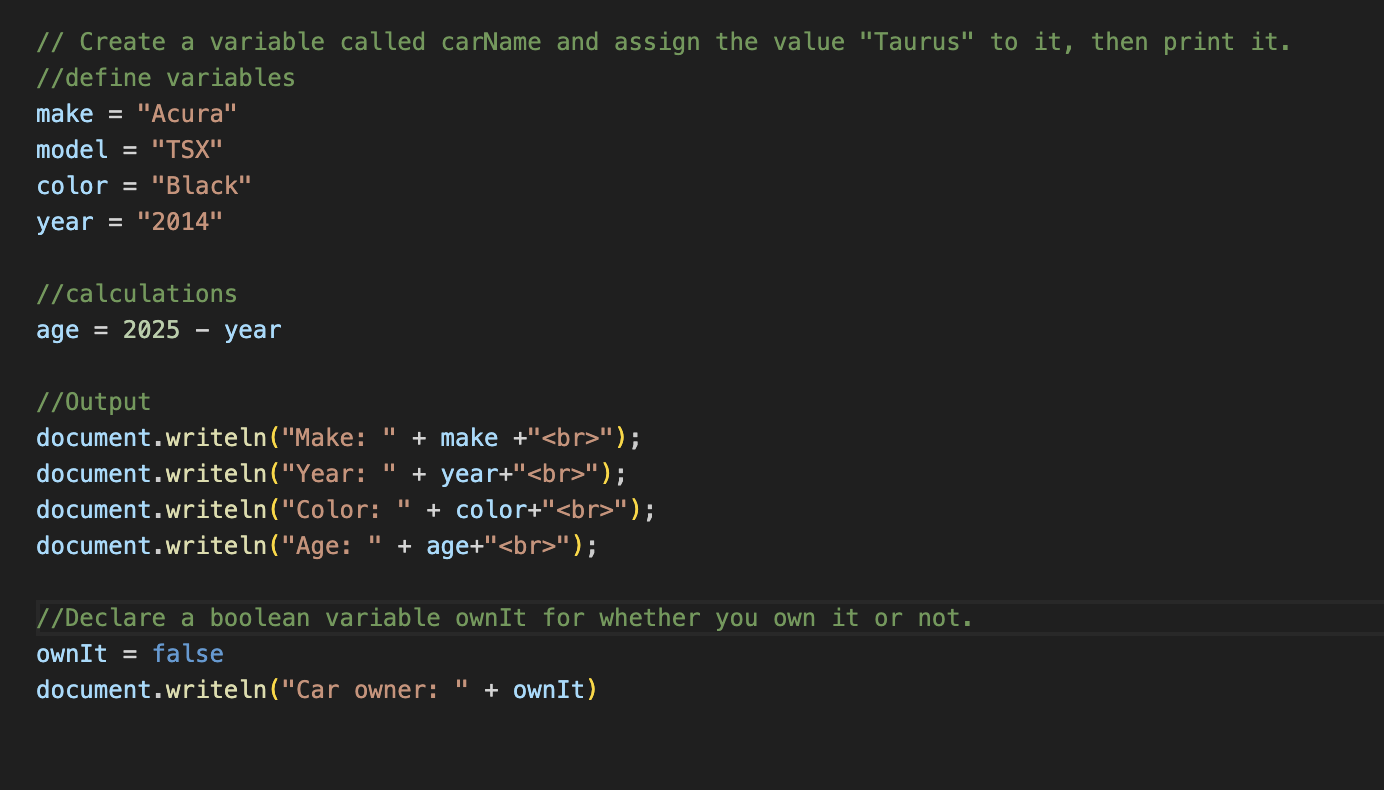 // Create a variable called carName and assign the value "Taurus" to it, then print it.
//define variables
make = "Acura"
model = "TSX"
color = "Black"
year = "2014"
//calculations
age = 2025 - year
//Output
document.writeln("Make: " + make +"<br>");
document.writeln("Year: " + year+"<br>");
document.writeln("Color: " + color+"<br>");
document.writeln("Age: " + age+"<br>");
//Declare a boolean variable ownIt for whether you own it or not.
ownIt = false
document.writeln("Car owner: " + ownIt)